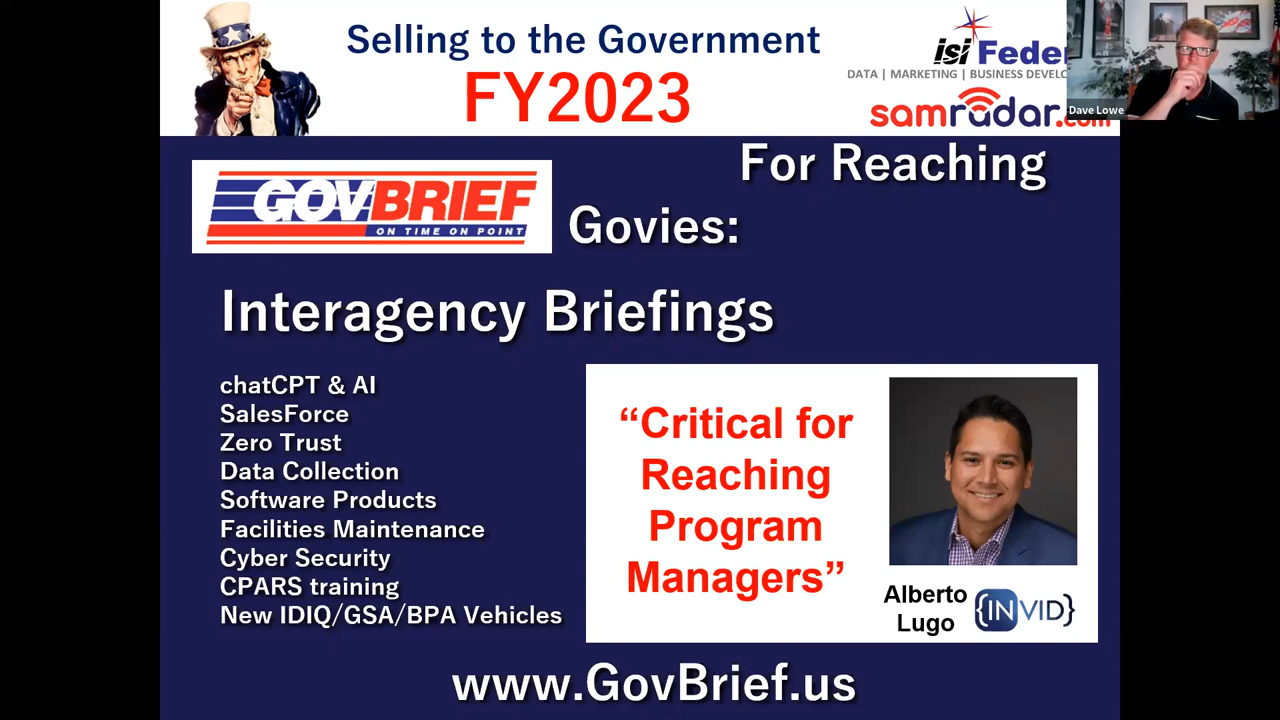 Selling to the Government
FY2023
isi Feder
DATA | MARKETING | BUSINESS DEVELO
samradar.com
Dave Lowe
For Reaching
GOVBRIEF
ON TIME ON POINT
Govies:
Interagency Briefings
chatCPT & AI
SalesForce
Zero Trust
Data Collection
Software Products
Facilities Maintenance
Cyber Security
CPARS training
New IDIQ/GSA/BPA Vehicles
“Critical for
Reaching
Program
Managers”
Alberto
Lugo
{INVID}
www.GovBrief.us